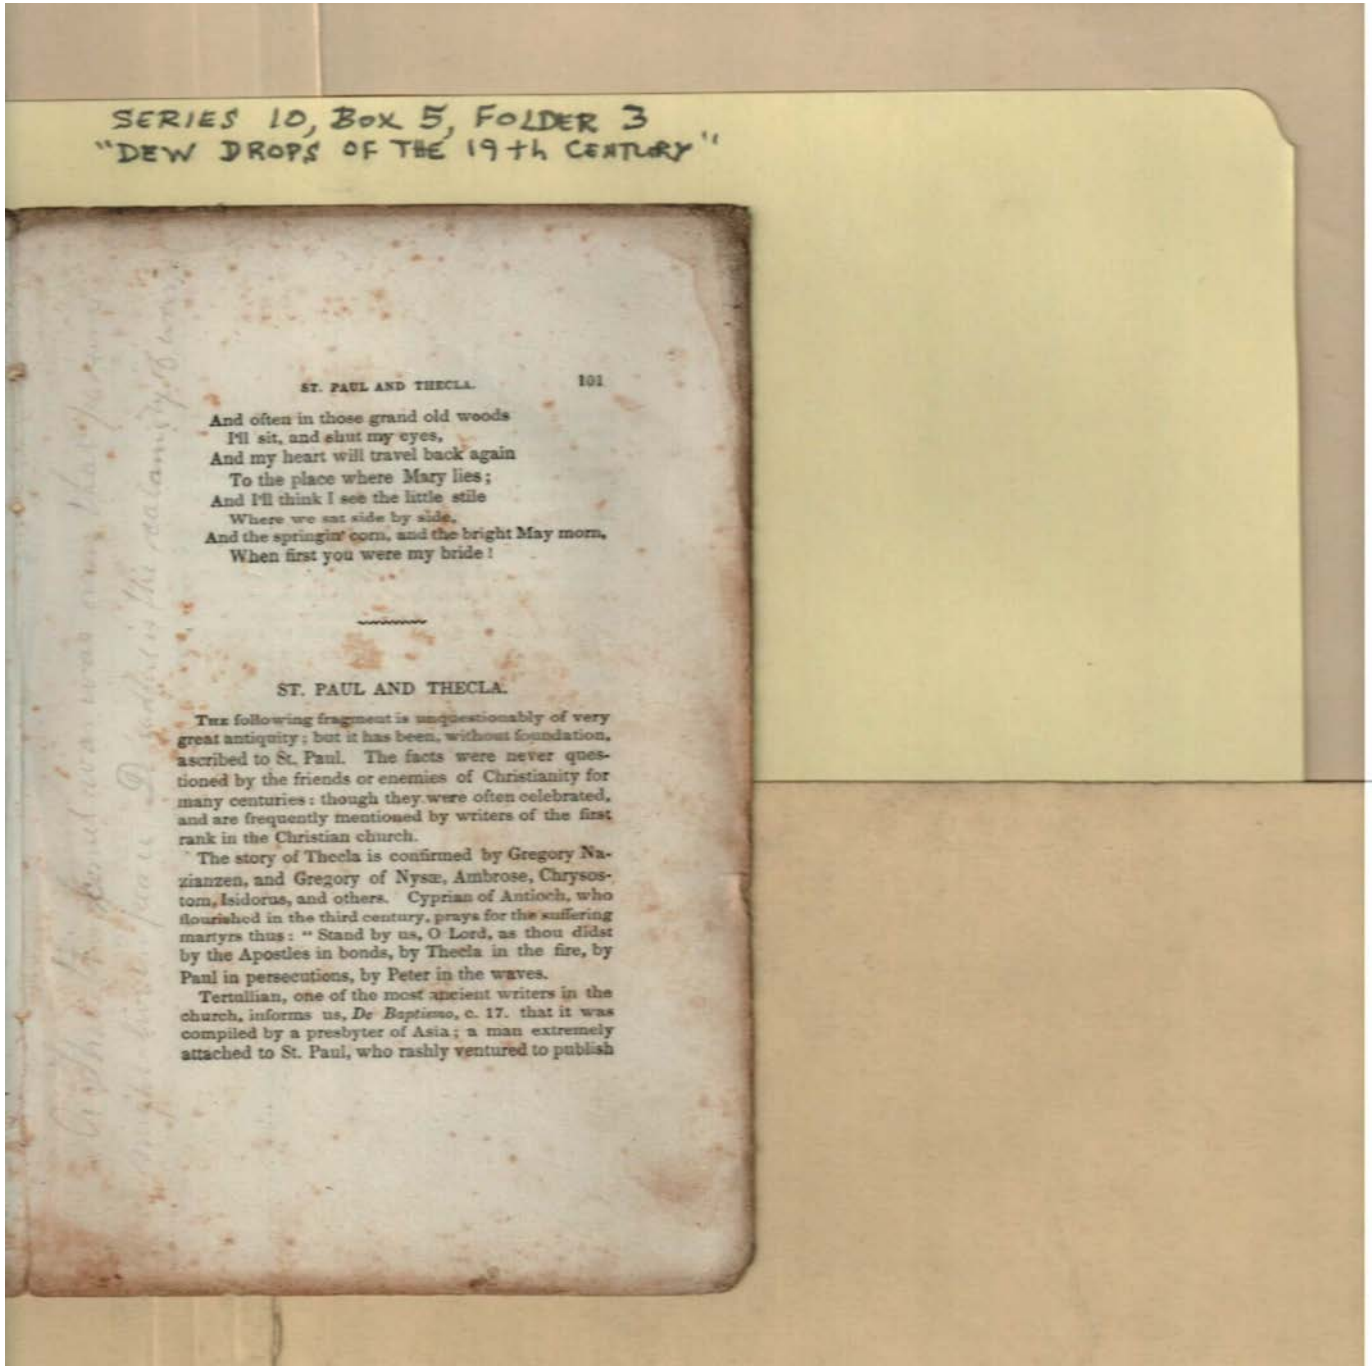 SERIES 10, BOX 5, FOLDER 3
"DEW DROPS OF THE 19th CENTURY"
ST. PAUL AND THECLA. 101
And often in those grand old woods
I'll sit, and shut my eyes,
And my heart will travel back again
To the place where Mary lies;
And I'll think I see the little stile
Where we sat side by side,
And the springin' corn, and the bright May morn,
When first you were my bride!
ST. PAUL AND THECLA.
THE following fragment is unquestionably of very
great antiquity; but it has been, without foundation,
ascribed to St. Paul. The facts were never ques-
tioned by the friends or enemies of Christianity for
many centuries: though they were often celebrated,
and are frequently mentioned by writers of the first
rank in the Christian church.
The story of Thecla is confirmed by Gregory Na-
zianzen, and Gregory of Nysæ, Ambrose, Chrysos-
tom, Isidorus, and others. Cyprian of Antioch, who
flourished in the third century, prays for the suffering
martyrs thus: "Stand by us, O Lord, as thou didst
by the Apostles in bonds, by Thecla in the fire, by
Paul in persecutions, by Peter in the waves.
Tertullian, one of the most ancient writers in the
church, informs us, De Baptismo, c. 17. that it was
compiled by a presbyter of Asia; a man extremely
attached to St. Paul, who rashly ventured to publish